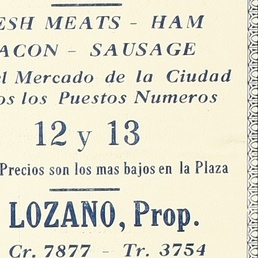 ESH MEATS - HAM
ACON - SAUSAGE
el Mercado de la Ciudad
os los Puestos Numeros
12 y 13
Precios son los mas bajos en la Plaza
LOZANO, Prop.
Cr. 7877 - Tr. 3754